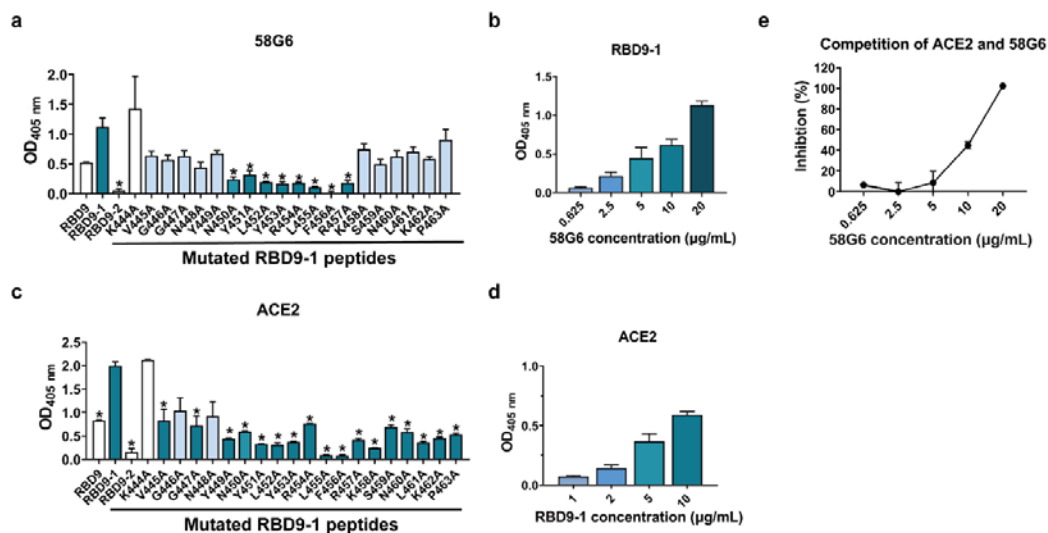 a
58G6
OD405 nm
2.0
1.5
1.0
0.5
0.0
RBD9
RBD9-1
RBD9-2
K444A
V445A
G446A
G447A
N448A
Y449A
N450A
Y451A
L452A
Y453A
R454A
L455A
F456A
R457A
K458A
S459A
N460A
L461A
K462A
P463A
* * * * * * * * *
Mutated RBD9-1 peptides
b
RBD9-1
OD405 nm
1.5
1.0
0.5
0.0
0.625
2.5
5
10
20
58G6 concentration (µg/mL)
e
Competition of ACE2 and 58G6
Inhibtion (%)
120
100
80
60
40
20
0
0.625
2.5
5
10
20
58G6 concentration (µg/mL)
c
ACE2
OD405 nm
2.5
2.0
1.5
1.0
0.5
0.0
RBD9
RBD9-1
RBD9-2
K444A
V445A
G446A
G447A
N448A
Y449A
N450A
Y451A
L452A
Y453A
R454A
L455A
F456A
R457A
K458A
S459A
N460A
L461A
K462A
P463A
* * * * * * * * * * * * * * * * * * *
Mutated RBD9-1 peptides
d
ACE2
OD405 nm
1.0
0.5
0.0
1
2
5
10
RBD9-1 concentration (µg/mL)